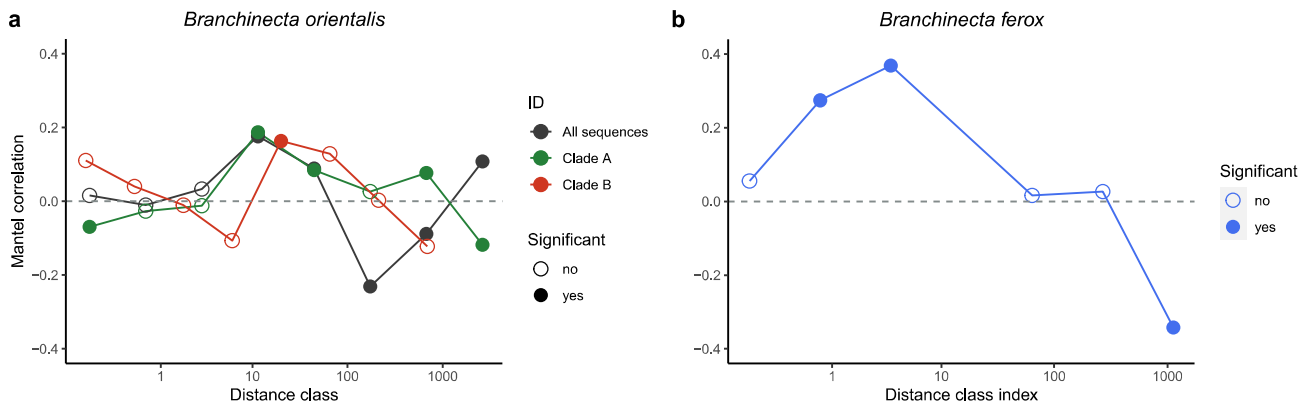 a
Branchinecta orientalis
0.4
0.2
0.0
−0.2
−0.4
Mantel correlation
1
10
100
1000
Distance class
ID
All sequences
Clade A
Clade B
Significant
no
yes
b
Branchinecta ferox
0.4
0.2
0.0
−0.2
−0.4
1
10
100
1000
Distance class index
Significant
no
yes